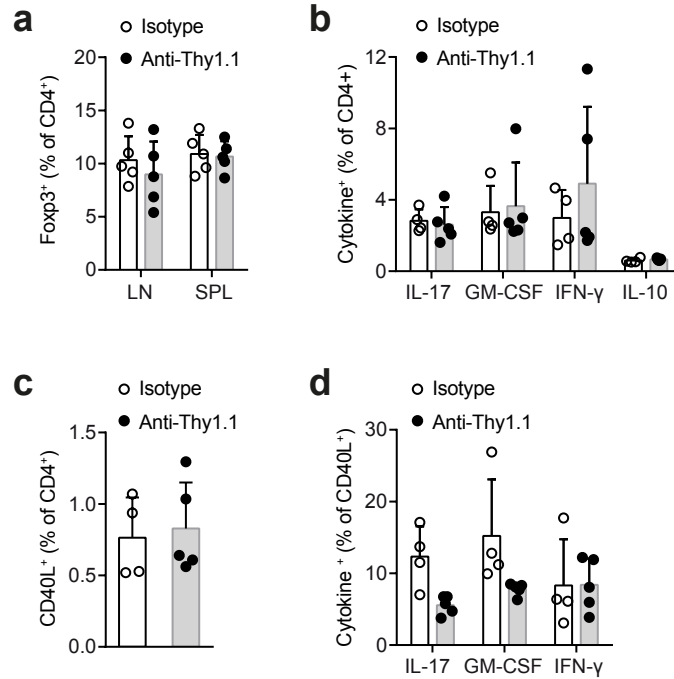 a
○ Isotype
● Anti-Thy1.1
Foxp3⁺ (% of CD4⁺)
20
15
10
5
0
LN SPL
b
○ Isotype
● Anti-Thy1.1
Cytokine⁺ (% of CD4+)
12
8
4
0
IL-17 GM-CSF IFN-γ IL-10
c
○ Isotype
● Anti-Thy1.1
CD40L⁺ (% of CD4⁺)
1.5
1.0
0.5
0.0
d
○ Isotype
● Anti-Thy1.1
Cytokine ⁺ (% of CD40L⁺)
30
20
10
0
IL-17 GM-CSF IFN-γ